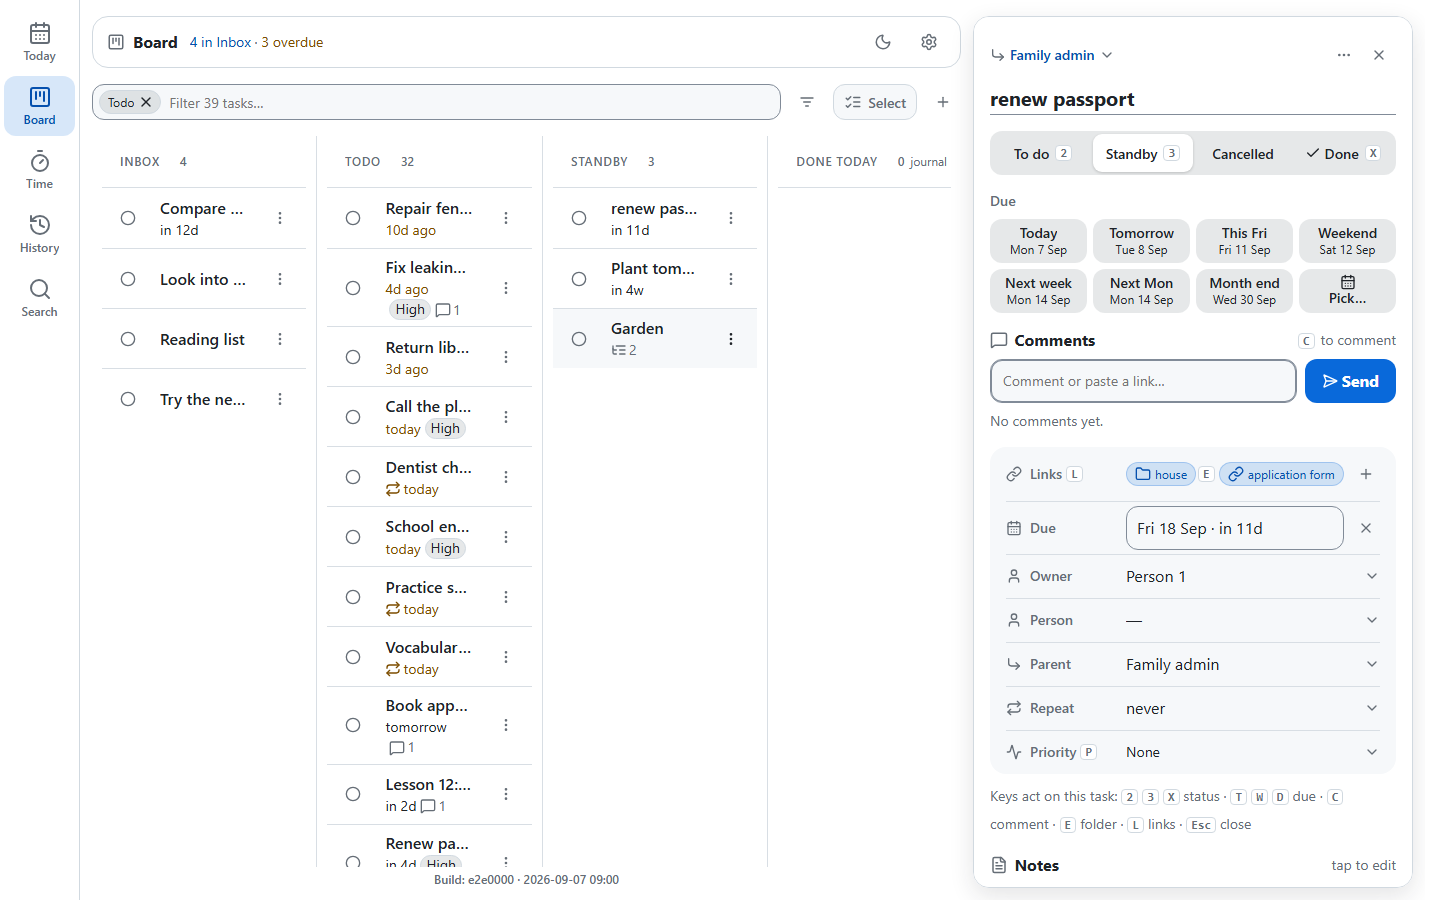 Today
Board
Time
History
Search
Board 4 in Inbox · 3 overdue
Todo Filter 39 tasks...
Select
INBOX 4
Compare ...
in 12d
Look into ...
Reading list
Try the ne...
TODO 32
Repair fen...
10d ago
Fix leakin...
4d ago
High 1
Return lib...
3d ago
Call the pl...
today High
Dentist ch...
today
School en...
today High
Practice s...
today
Vocabular...
today
Book app...
tomorrow
1
Lesson 12:...
in 2d 1
Renew pa...
in 4d High
STANDBY 3
renew pas...
in 11d
Plant tom...
in 4w
Garden
2
DONE TODAY 0 journal
Build: e2e0000 · 2026-09-07 09:00
Family admin
renew passport
To do 2 Standby 3 Cancelled Done X
Due
Today Tomorrow This Fri Weekend
Mon 7 Sep Tue 8 Sep Fri 11 Sep Sat 12 Sep
Next week Next Mon Month end Pick...
Mon 14 Sep Mon 14 Sep Wed 30 Sep
Comments C to comment
Comment or paste a link... Send
No comments yet.
Links L house E application form
Due Fri 18 Sep · in 11d
Owner Person 1
Person —
Parent Family admin
Repeat never
Priority P None
Keys act on this task: 2 3 X status · T W D due · C
comment · E folder · L links · Esc close
Notes tap to edit